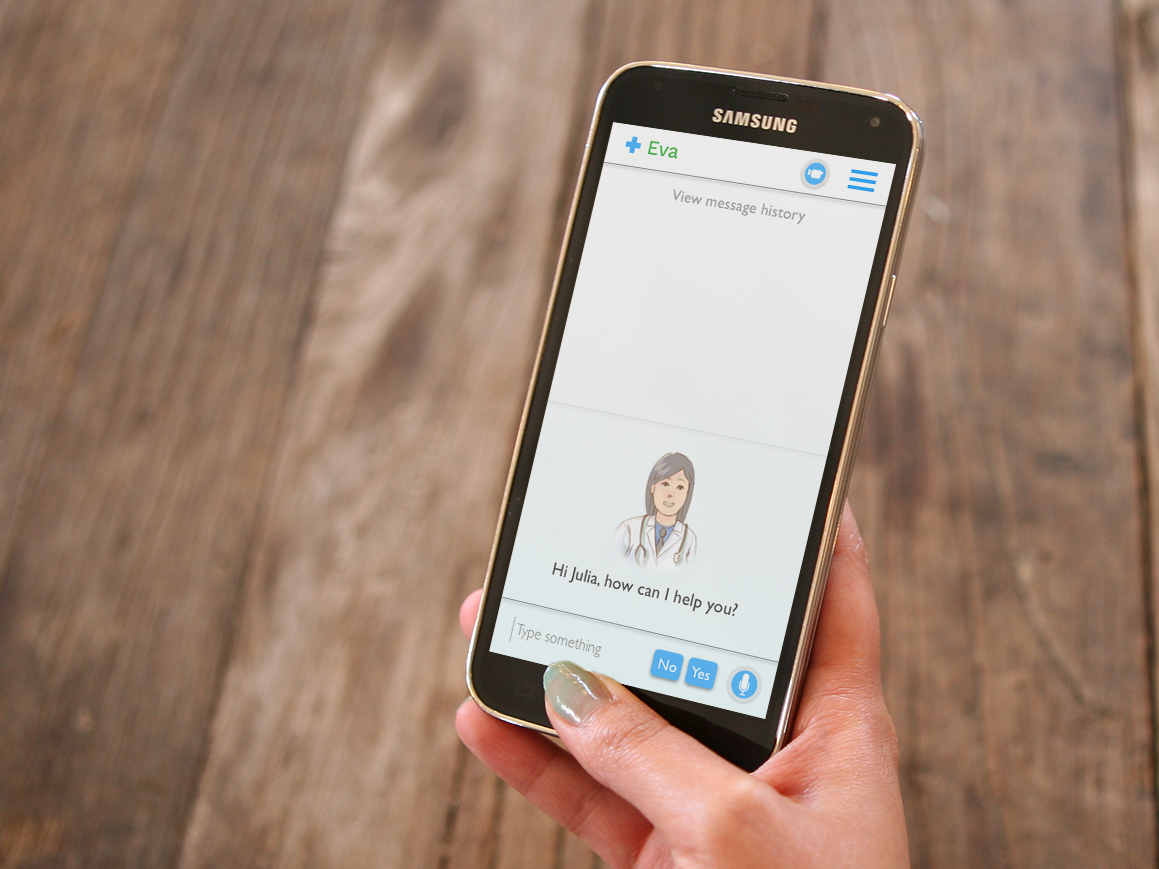 SAMSUNG
Eva
View message history
Hi Julia, how can I help you?
Type something
No
Yes